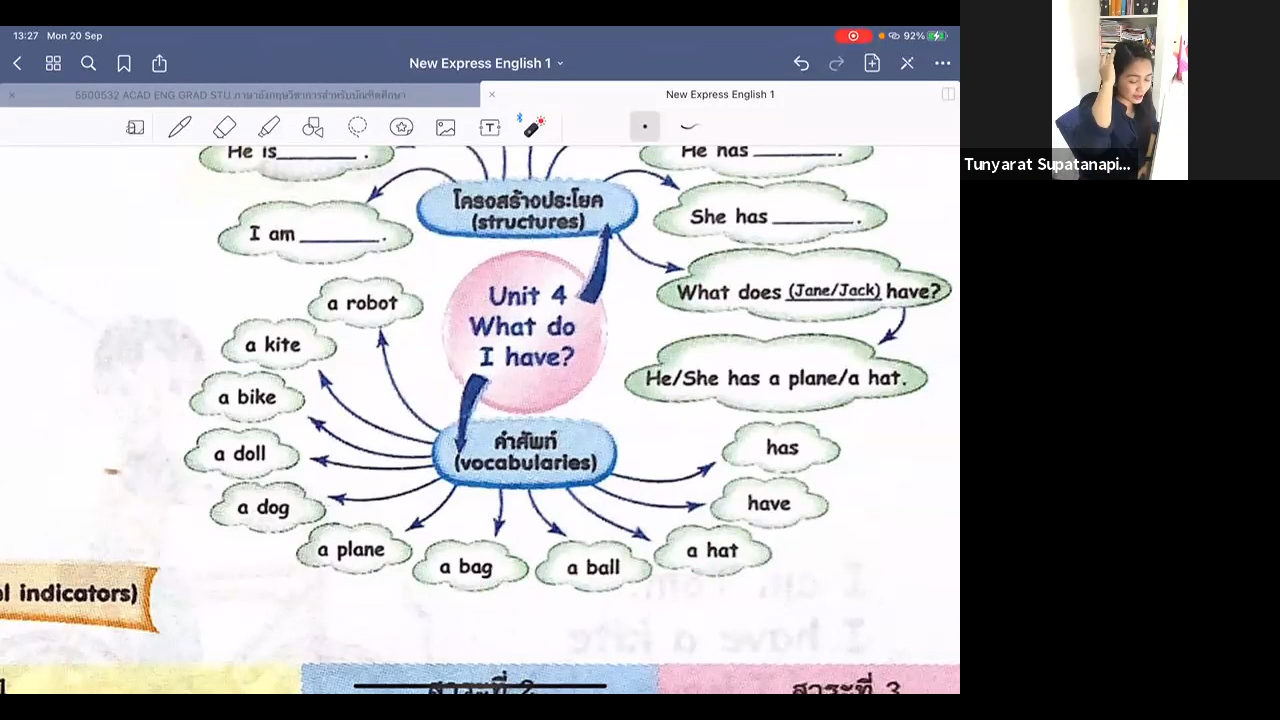 13:27 Mon 20 Sep
92%
New Express English 1
5500532 ACAD ENG GRAD STU ภาษาอังกฤษวิชาการสำหรับบัณฑิตศึกษา
New Express English 1
Tunyarat Supatanapi...
He is_______ .
He has _______.
โครงสร้างประโยค
(structures)
She has _______.
I am _______.
What does (Jane/Jack) have?
Unit 4
What do
I have?
a robot
a kite
He/She has a plane/a hat.
a bike
a doll
คำศัพท์
(vocabularies)
has
a dog
have
a plane
a bag
a ball
a hat
l indicators)
สาระที่ 2
สาระที่ 3